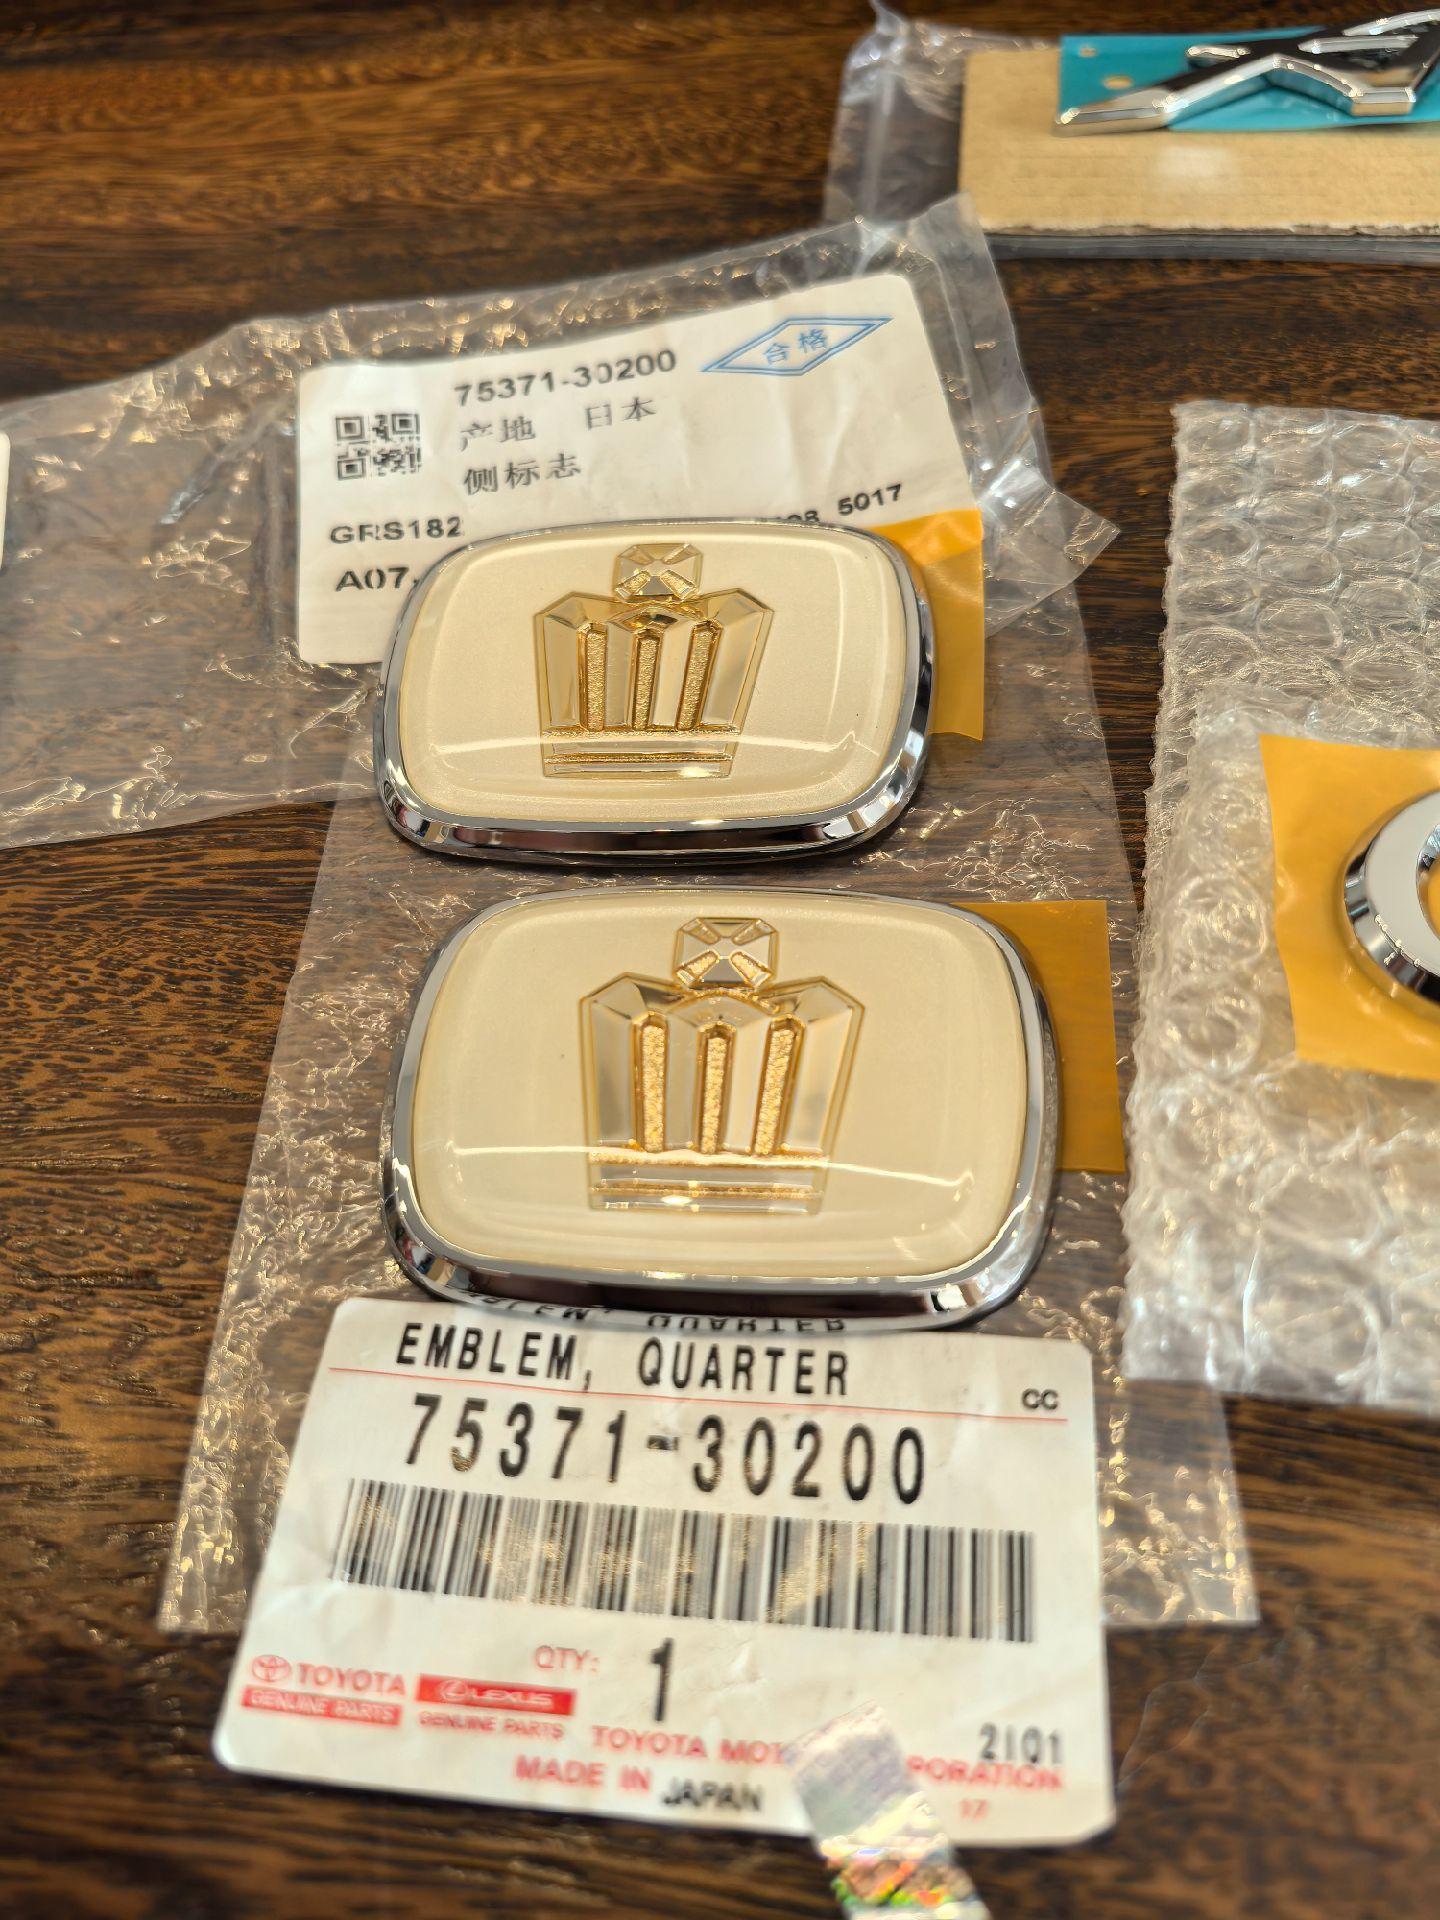 75371-30200
合格
产地 日本
侧标志
GRS182
5017
A07-
EMBLEM, QUARTER
CC
75371-30200
QTY: 1
TOYOTA
GENUINE PARTS
LEXUS
GENUINE PARTS
2I01
TOYOTA MOT PORATION
MADE IN JAPAN
17